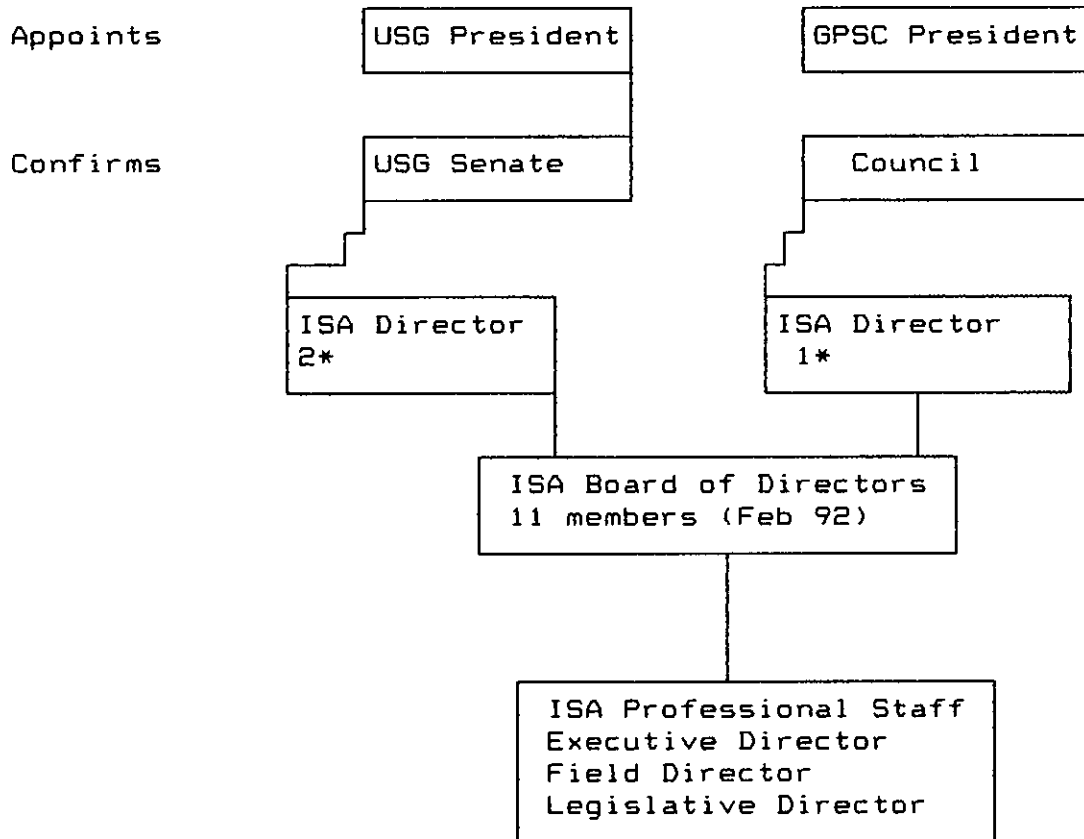 Appoints USG President GPSC President
Confirms USG Senate Council
ISA Director ISA Director
2* 1*
ISA Board of Directors
11 members (Feb 92)
ISA Professional Staff
Executive Director
Field Director
Legislative Director